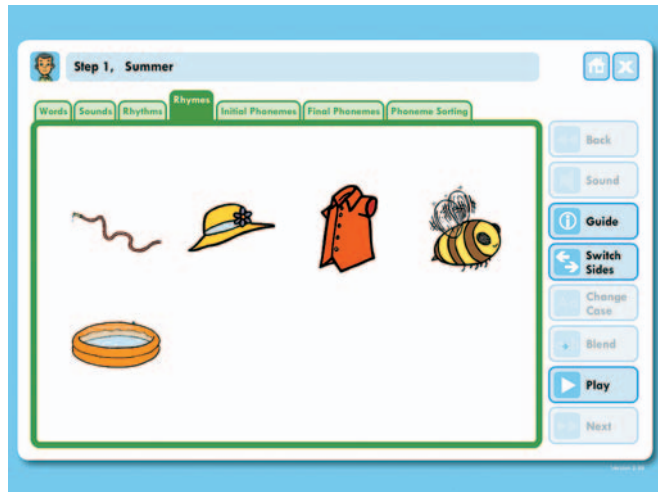 Step 1, Summer
Words Sounds Rhythms Rhymes Initial Phonemes Final Phonemes Phoneme Sorting
Back
Sound
Guide
Switch
Sides
Change
Case
Blend
Play
Next